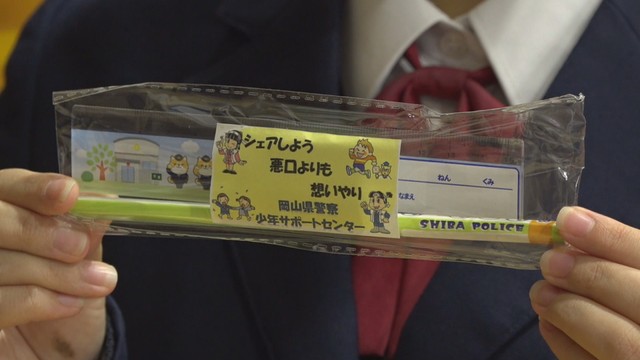 シェアしよう
悪口よりも
想いやり
岡山県警察
少年サポートセンター
ねん くみ
なまえ
SHIBA POLICE